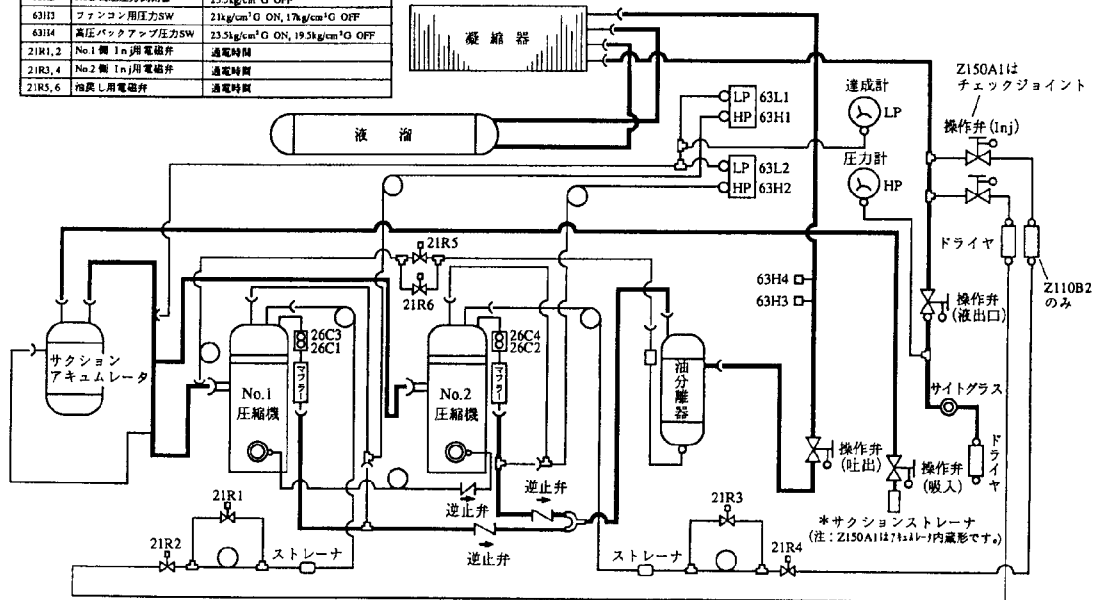 63H3 ファンコン用圧力SW 21kg/cm²G ON, 17kg/cm²G OFF
63H4 高圧バックアップ圧力SW 23.5kg/cm²G ON, 19.5kg/cm²G OFF
21R1, 2 No.1 側 Inj用電磁弁 通電時開
21R3, 4 No.2 側 Inj用電磁弁 通電時開
21R5, 6 油戻し用電磁弁 通電時開
凝縮器
液溜
LP 63L1
HP 63H1
LP 63L2
HP 63H2
達成計
LP
圧力計
HP
Z150A1は
チェックジョイント
操作弁(Inj)
ドライヤ
Z110B2
のみ
21R5
21R6
63H4
63H3
操作弁
(液出口)
サクション
アキュムレータ
26C3
26C1
マフラー
No.1
圧縮機
26C4
26C2
マフラー
No.2
圧縮機
油分離器
サイトグラス
ドライヤ
操作弁
(吐出)
操作弁
(吸入)
逆止弁
逆止弁
逆止弁
*サクションストレーナ
(注:Z150A1はアキュムレータ内蔵形です。)
21R1
21R2
ストレーナ
21R3
ストレーナ
21R4